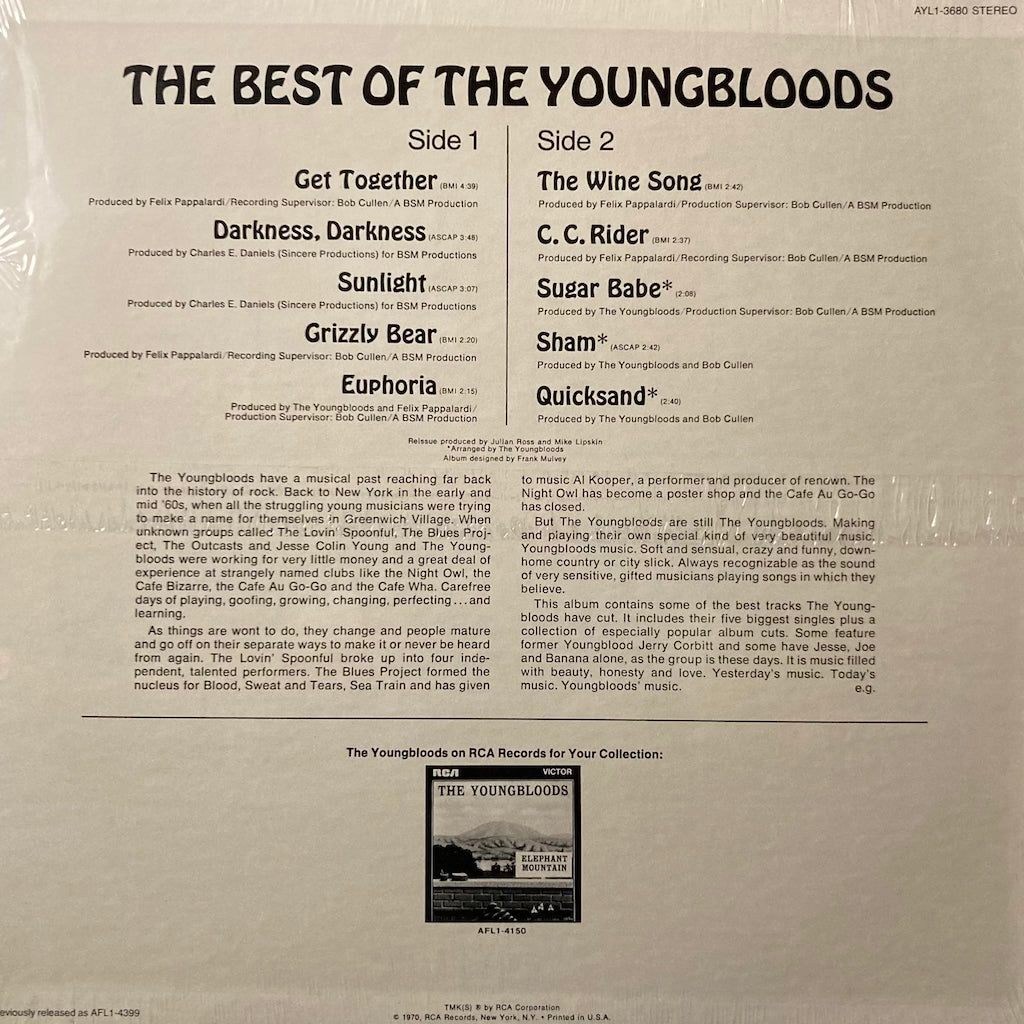 AYL1-3680 STEREO
THE BEST OF THE YOUNGBLOODS
Side 1
Get Together (BMI 4:39)
Produced by Felix Pappalardi/Recording Supervisor: Bob Cullen/A BSM Production
Darkness, Darkness (ASCAP 3:48)
Produced by Charles E. Daniels (Sincere Productions) for BSM Productions
Sunlight (ASCAP 3:07)
Produced by Charles E. Daniels (Sincere Productions) for BSM Productions
Grizzly Bear (BMI 2:20)
Produced by Felix Pappalardi/Recording Supervisor: Bob Cullen/A BSM Production
Euphoria (BMI 2:15)
Produced by The Youngbloods and Felix Pappalardi/
Production Supervisor: Bob Cullen/A BSM Production
Side 2
The Wine Song (BMI 2:42)
Produced by Felix Pappalardi/Production Supervisor: Bob Cullen/A BSM Production
C. C. Rider (BMI 2:37)
Produced by Felix Pappalardi/Recording Supervisor: Bob Cullen/A BSM Production
Sugar Babe* (2:08)
Produced by The Youngbloods/Production Supervisor: Bob Cullen/A BSM Production
Sham* (ASCAP 2:42)
Produced by The Youngbloods and Bob Cullen
Quicksand* (2:40)
Produced by The Youngbloods and Bob Cullen
Reissue produced by Julian Ross and Mike Lipskin
*Arranged by The Youngbloods
Album designed by Frank Mulvey
The Youngbloods have a musical past reaching far back
into the history of rock. Back to New York in the early and
mid '60s, when all the struggling young musicians were trying
to make a name for themselves in Greenwich Village. When
unknown groups called The Lovin' Spoonful, The Blues Proj-
ect, The Outcasts and Jesse Colin Young and The Young-
bloods were working for very little money and a great deal of
experience at strangely named clubs like the Night Owl, the
Cafe Bizarre, the Cafe Au Go-Go and the Cafe Wha. Carefree
days of playing, goofing, growing, changing, perfecting...and
learning.
As things are wont to do, they change and people mature
and go off on their separate ways to make it or never be heard
from again. The Lovin' Spoonful broke up into four inde-
pendent, talented performers. The Blues Project formed the
nucleus for Blood, Sweat and Tears, Sea Train and has given
to music Al Kooper, a performer and producer of renown. The
Night Owl has become a poster shop and the Cafe Au Go-Go
has closed.
But The Youngbloods are still The Youngbloods. Making
and playing their own special kind of very beautiful music.
Youngbloods music. Soft and sensual, crazy and funny, down-
home country or city slick. Always recognizable as the sound
of very sensitive, gifted musicians playing songs in which they
believe.
This album contains some of the best tracks The Young-
bloods have cut. It includes their five biggest singles plus a
collection of especially popular album cuts. Some feature
former Youngblood Jerry Corbitt and some have Jesse, Joe
and Banana alone, as the group is these days. It is music filled
with beauty, honesty and love. Yesterday's music. Today's
music. Youngbloods' music. e.g.
The Youngbloods on RCA Records for Your Collection:
RCA VICTOR
THE YOUNGBLOODS
ELEPHANT
MOUNTAIN
AFL1-4150
eviously released as AFL1-4399
TMK(S) ® by RCA Corporation
© 1970, RCA Records, New York, N.Y. • Printed in U.S.A.